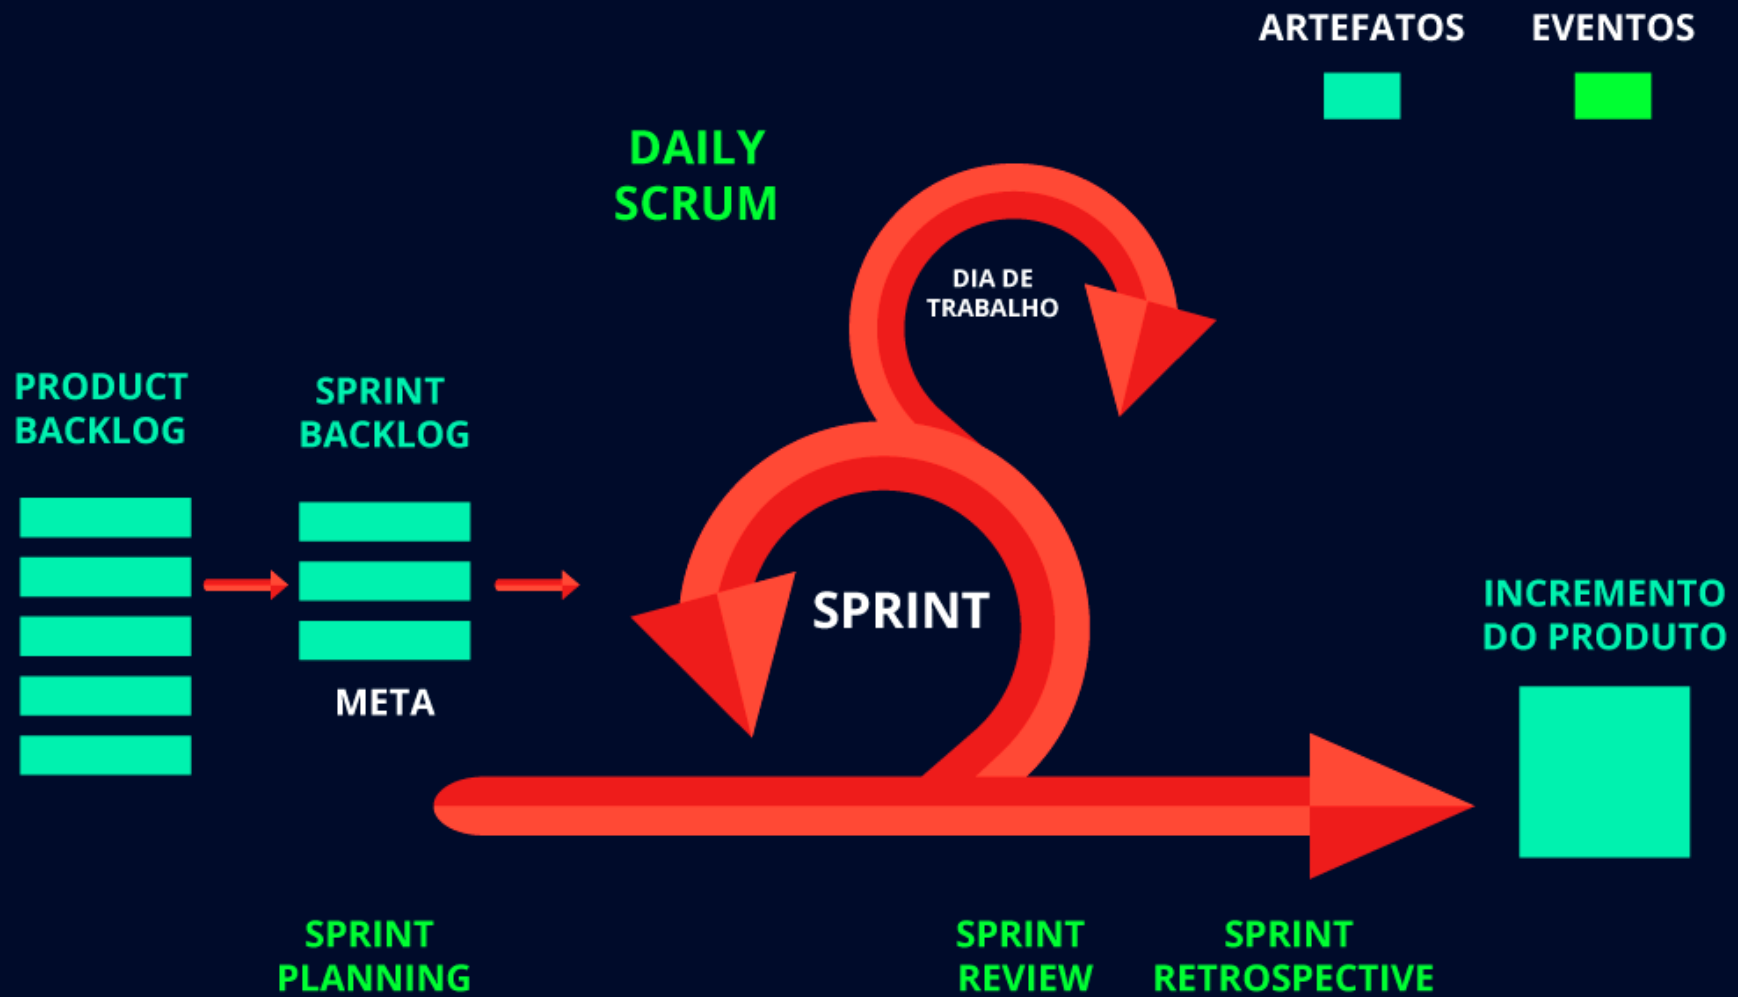 ARTEFATOS
EVENTOS
DAILY
SCRUM
DIA DE
TRABALHO
PRODUCT
BACKLOG
SPRINT
BACKLOG
META
SPRINT
INCREMENTO
DO PRODUTO
SPRINT
PLANNING
SPRINT
REVIEW
SPRINT
RETROSPECTIVE